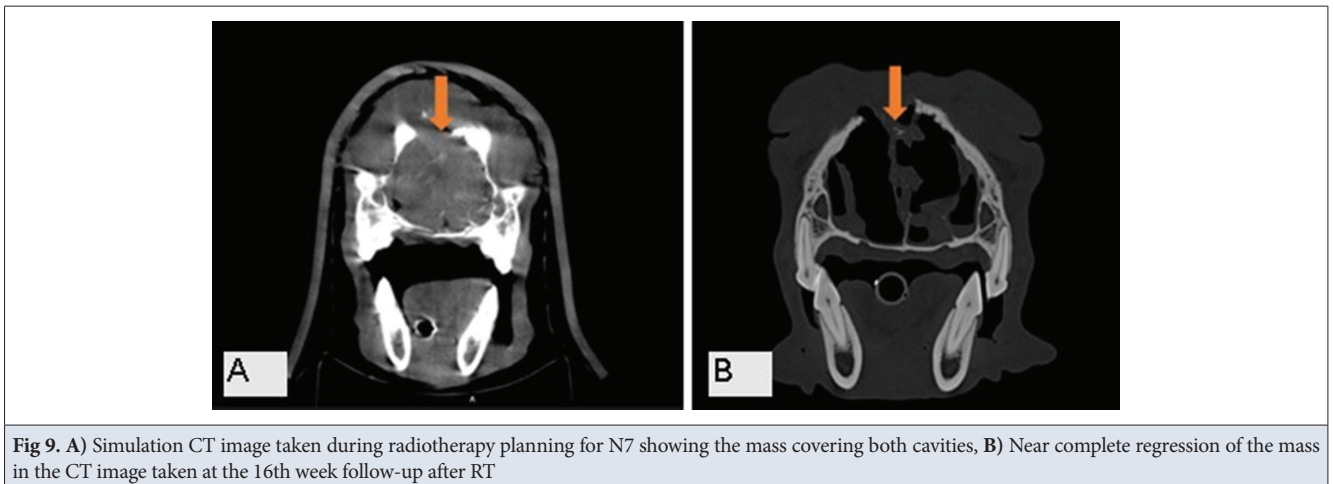 A
B
A
Fig 9. A) Simulation CT image taken during radiotherapy planning for N7 showing the mass covering both cavities, B) Near complete regression of the mass
in the CT image taken at the 16th week follow-up after RT